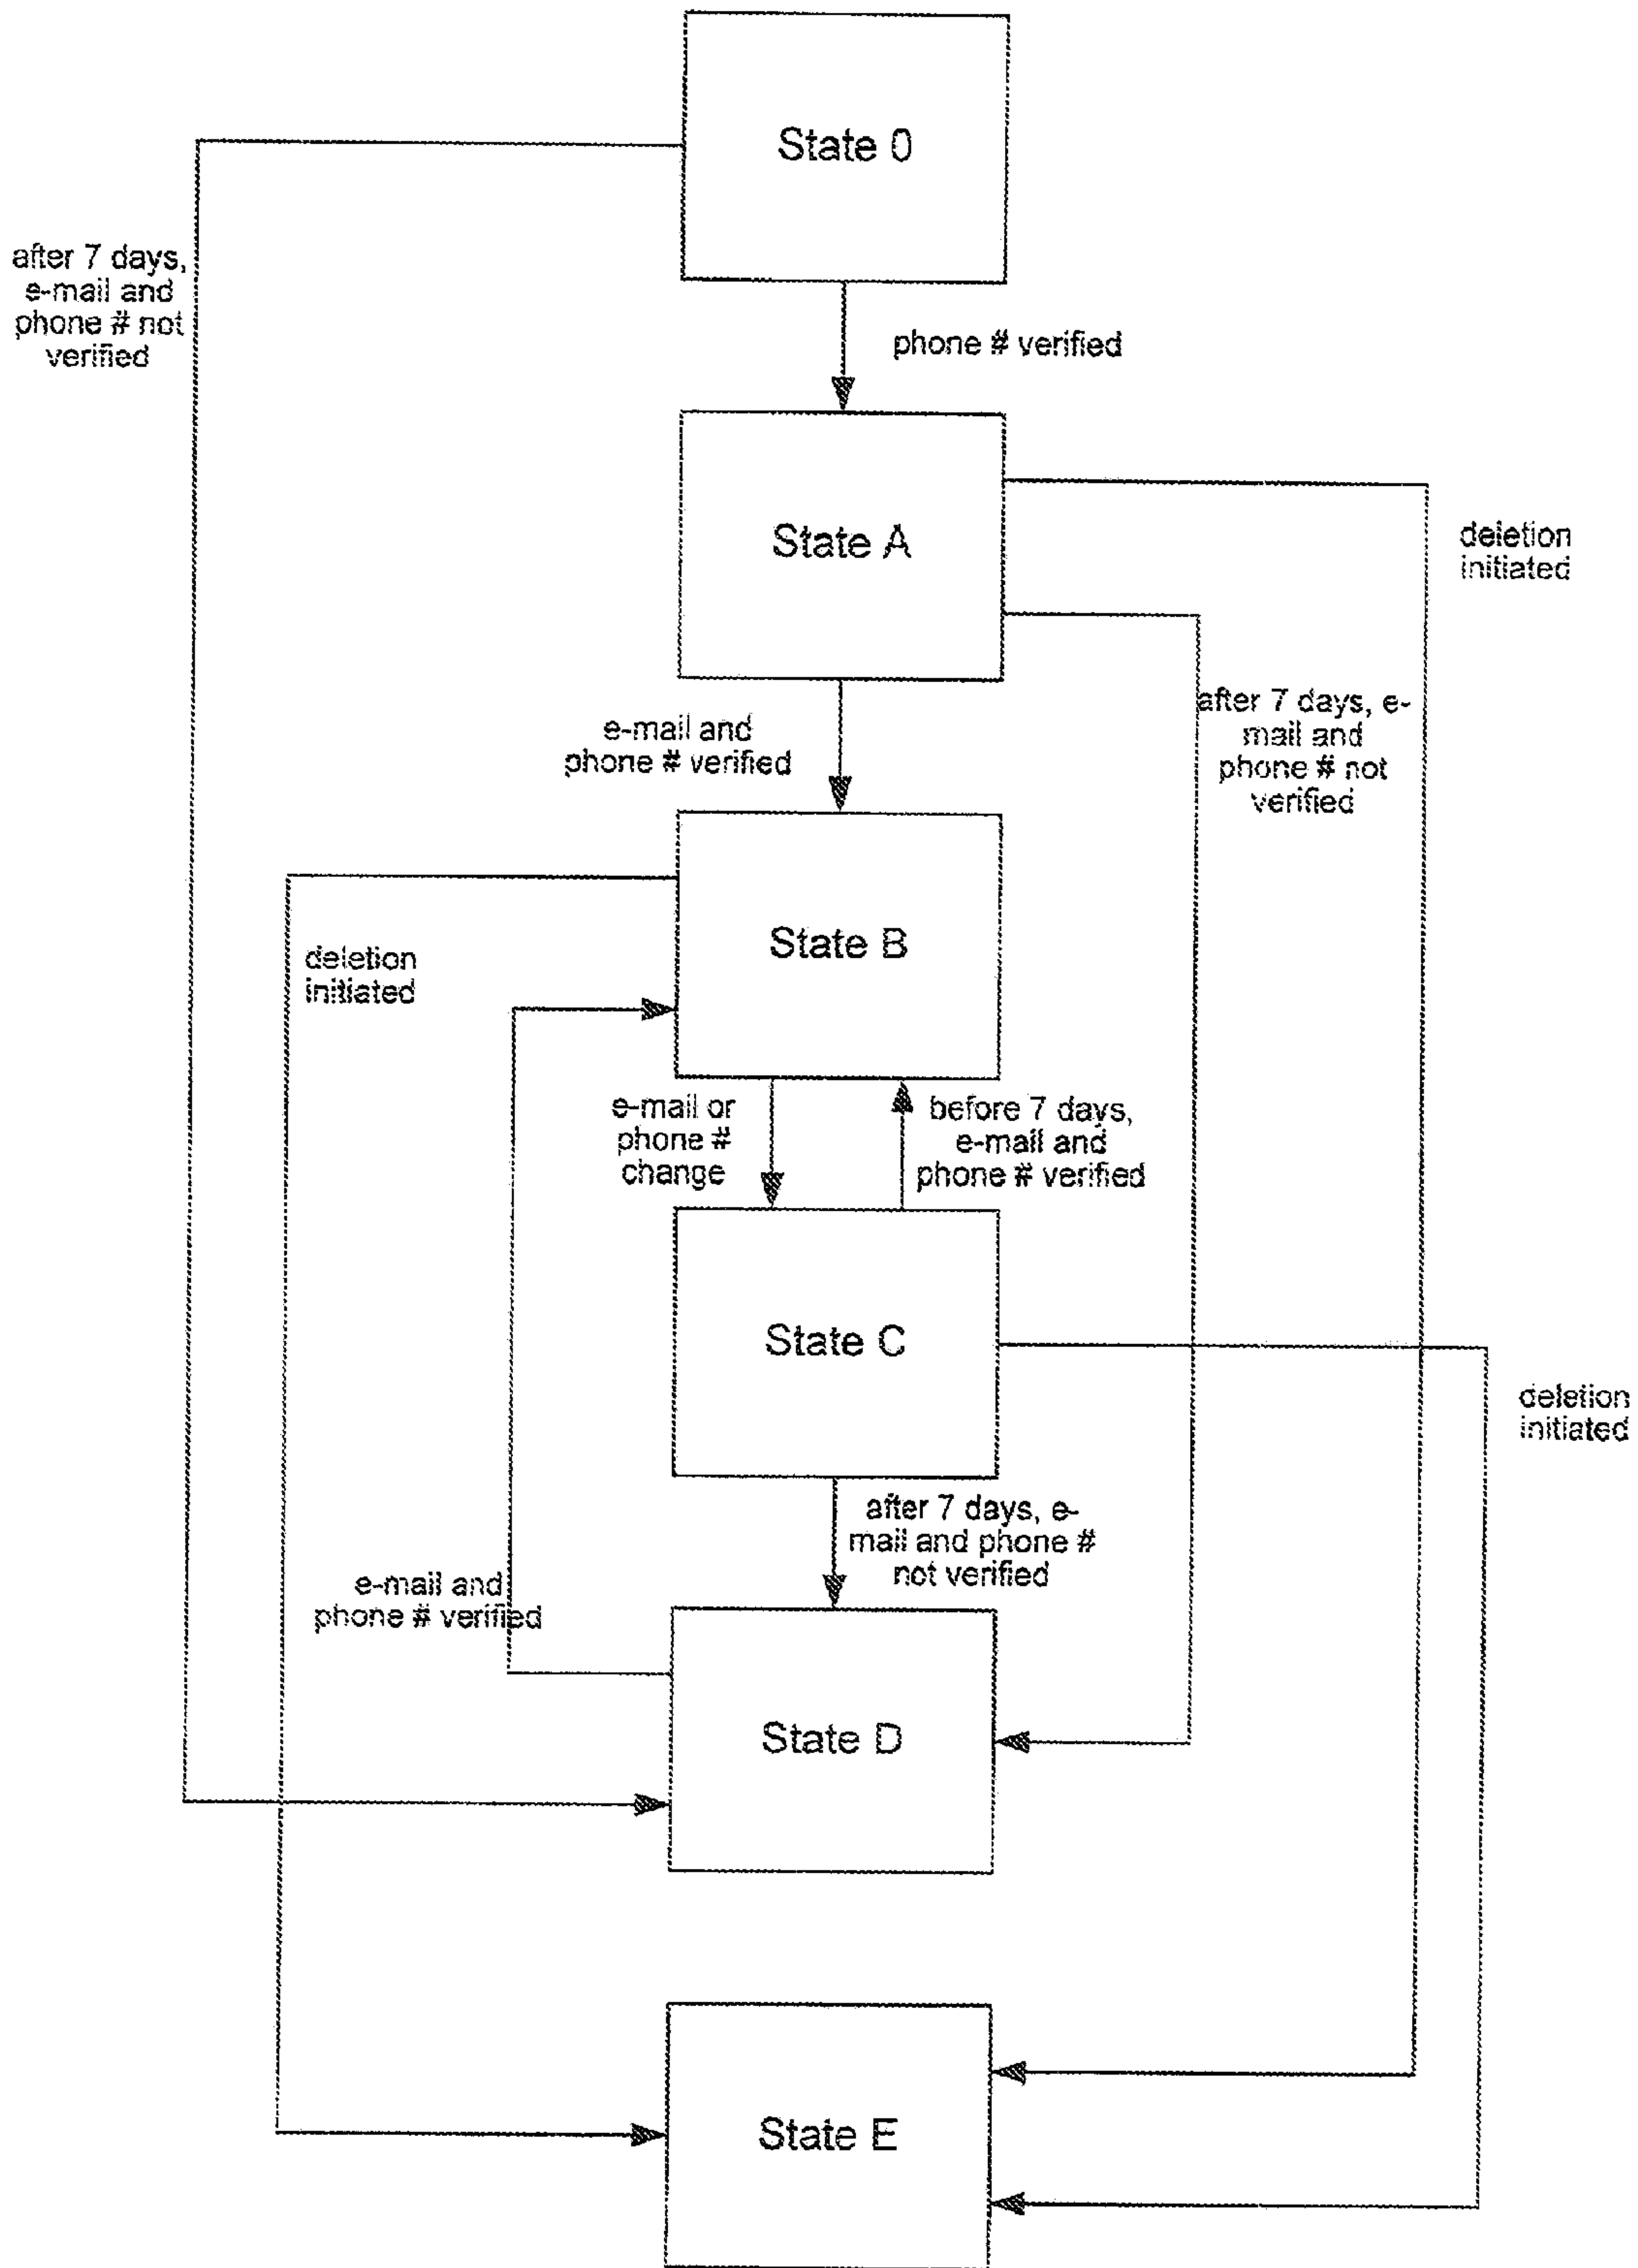 State 0
after 7 days,
e-mail and
phone # not
verified
phone # verified
State A
deletion
initiated
after 7 days, e-
mail and
phone # not
verified
e-mail and
phone # verified
State B
deletion
initiated
e-mail or
phone #
change
before 7 days,
e-mail and
phone # verified
State C
deletion
initiated
after 7 days, e-
mail and phone #
not verified
e-mail and
phone # verified
State D
State E